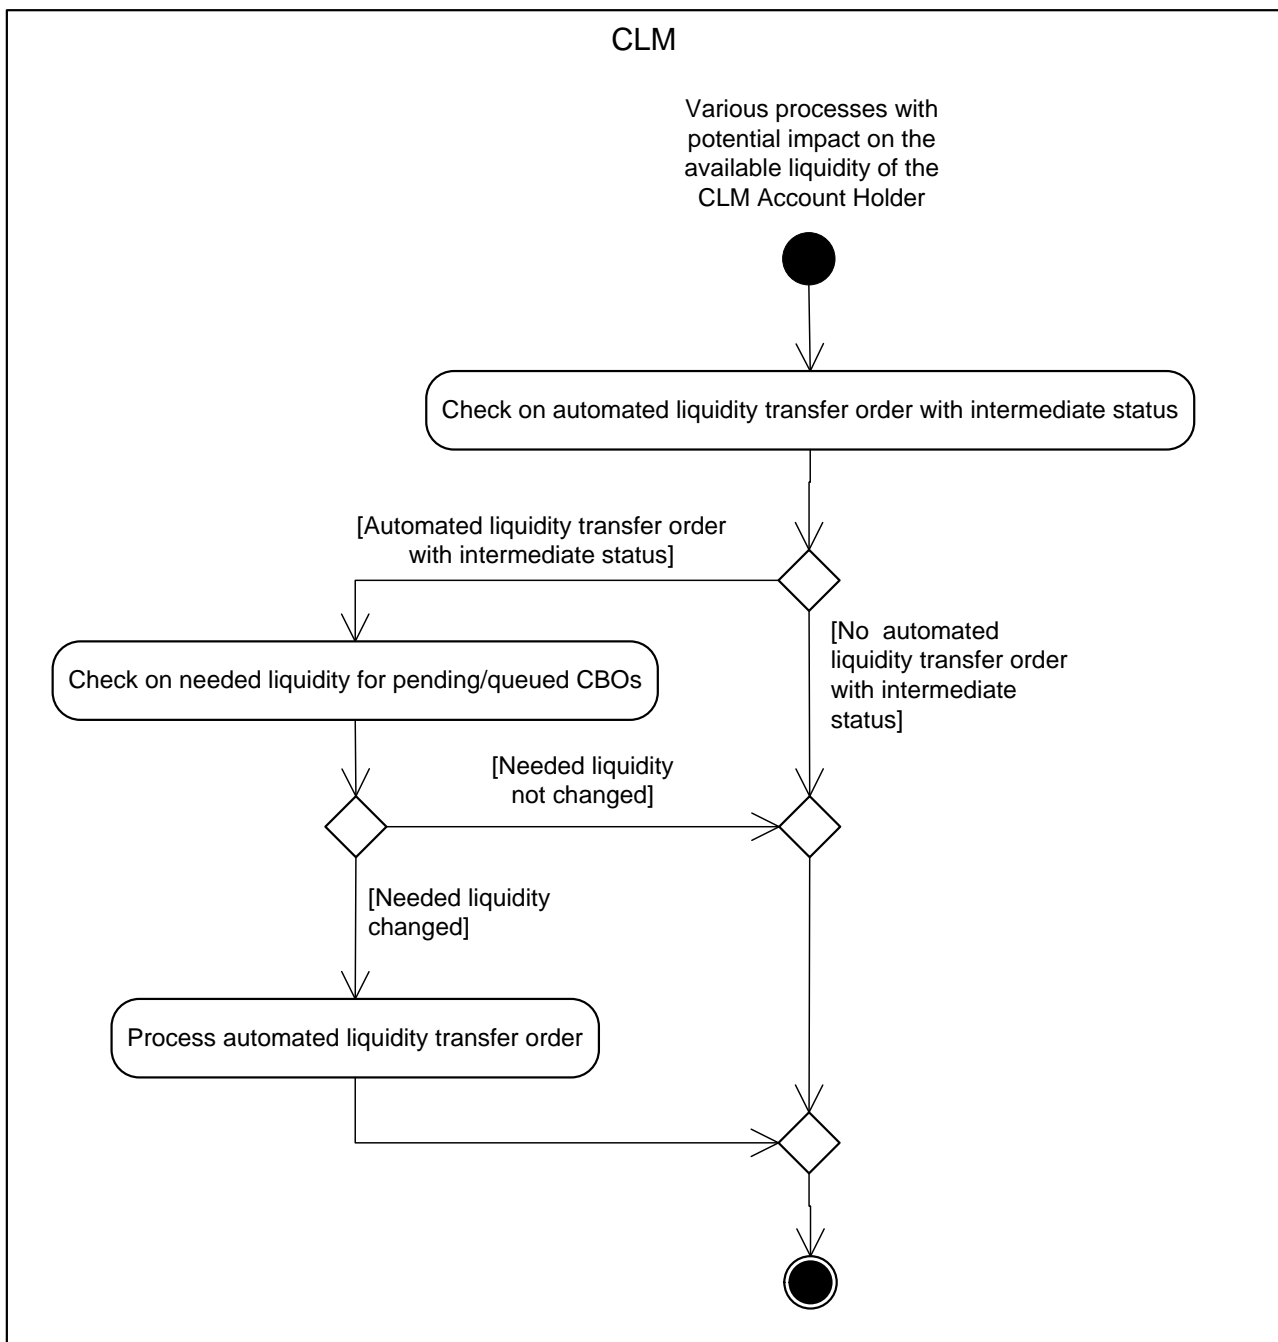 CLM
Various processes with
potential impact on the
available liquidity of the
CLM Account Holder
Check on automated liquidity transfer order with intermediate status
[Automated liquidity transfer order
with intermediate status]
[No  automated
liquidity transfer order
with intermediate
status]
Check on needed liquidity for pending/queued CBOs
[Needed liquidity
not changed]
[Needed liquidity
changed]
Process automated liquidity transfer order